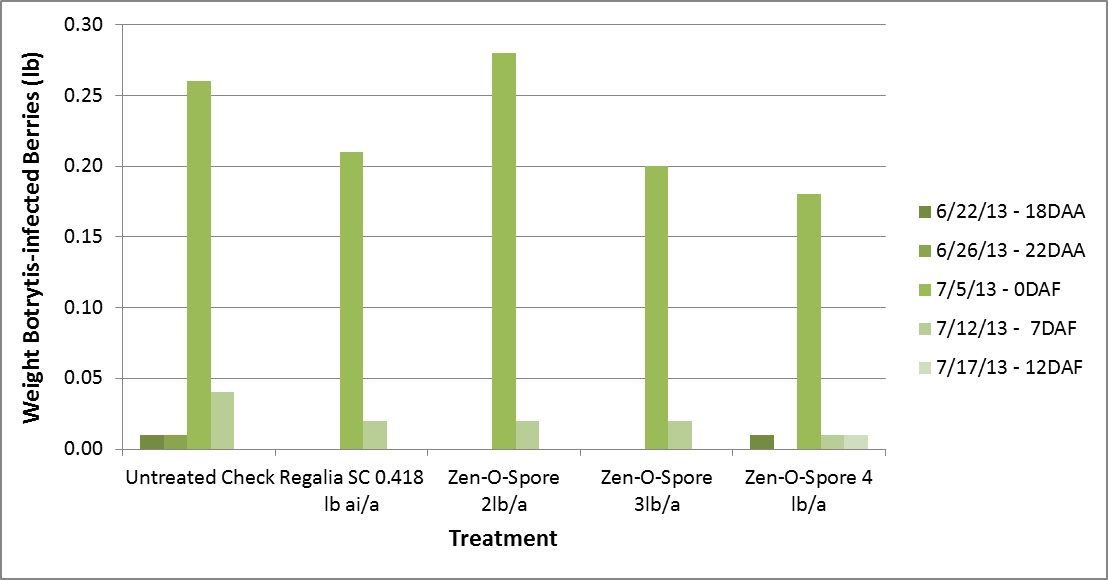 0.30
0.25
0.20
0.15
0.10
0.05
0.00
Weight Botrytis-infected Berries (lb)
Untreated Check
Regalia SC 0.418
lb ai/a
Zen-O-Spore
2lb/a
Zen-O-Spore
3lb/a
Zen-O-Spore 4
lb/a
Treatment
6/22/13 - 18DAA
6/26/13 - 22DAA
7/5/13 - 0DAF
7/12/13 -  7DAF
7/17/13 - 12DAF